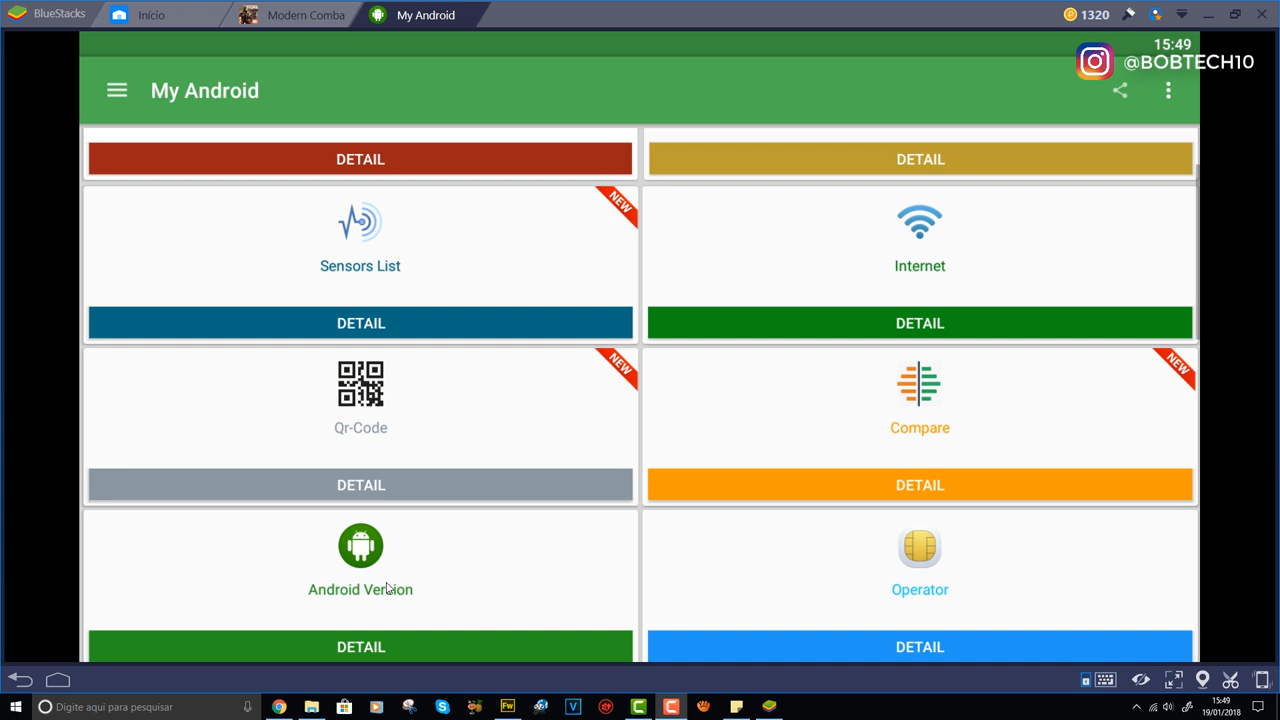 BlueStacks
Início
Modern Comba
My Android
1320
15:49
@BOBTECH10
My Android
DETAIL
DETAIL
NEW
Sensors List
Internet
DETAIL
DETAIL
NEW
NEW
Qr-Code
Compare
DETAIL
DETAIL
Android Version
Operator
DETAIL
DETAIL
Digite aqui para pesquisar
Fw
V
15:49
19/01/2018